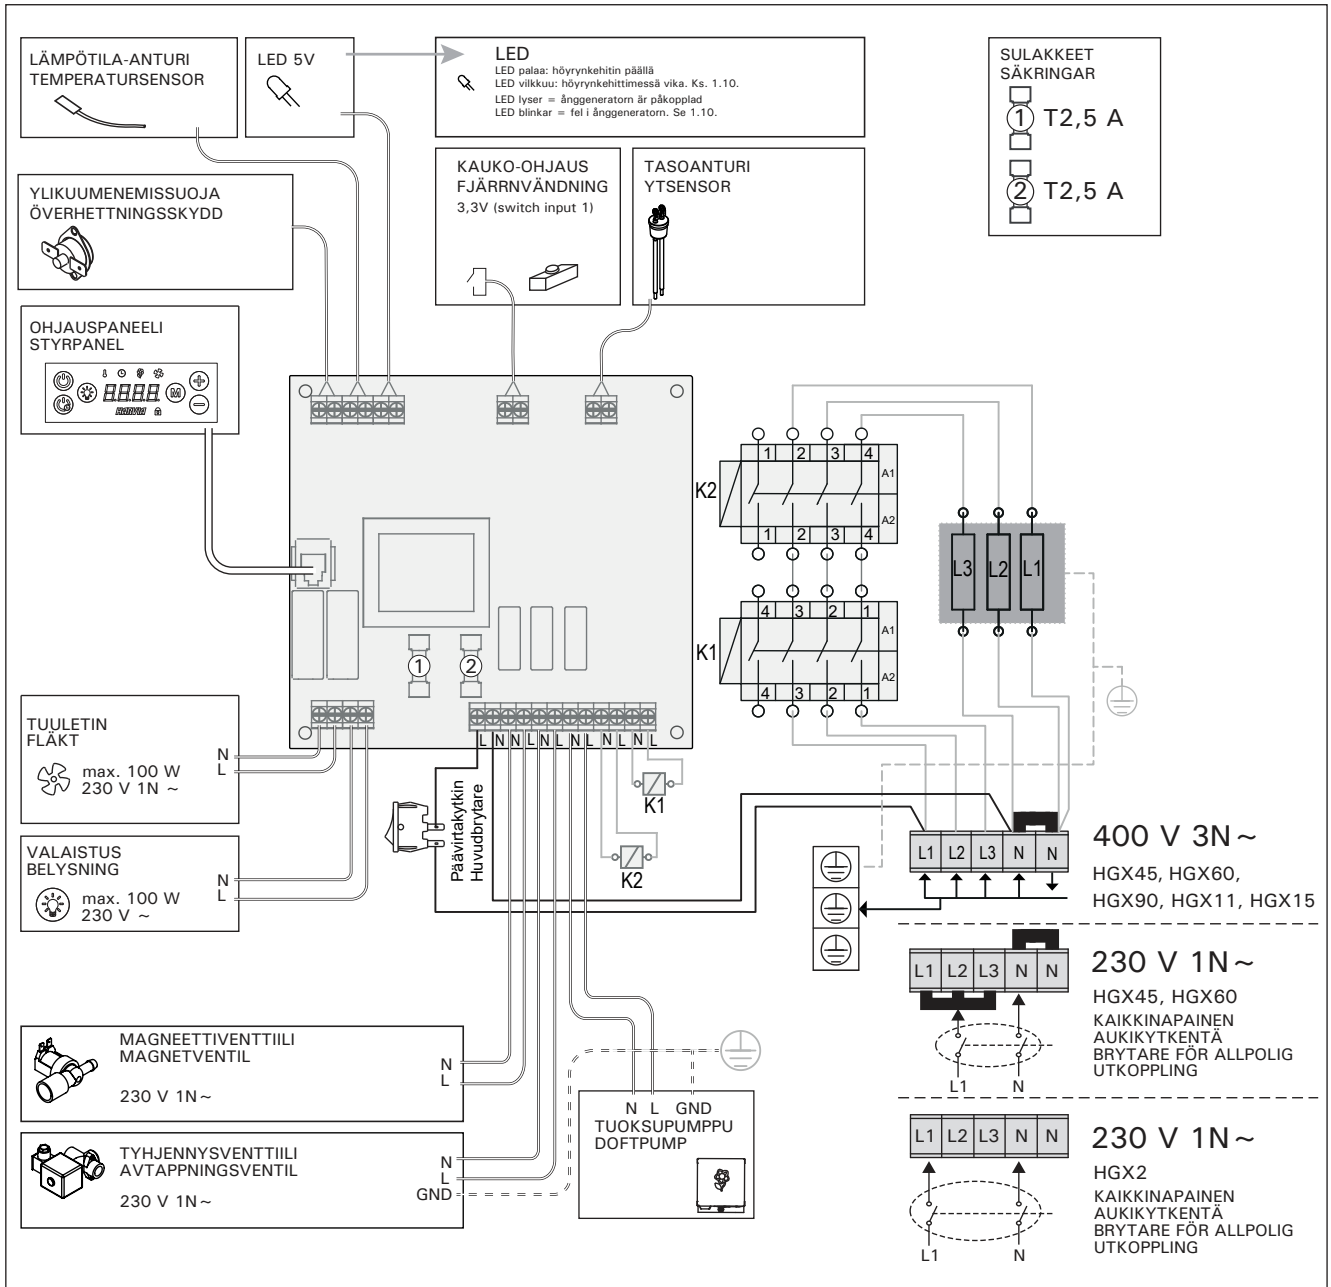 LÄMPÖTILA-ANTURI
TEMPERATURSENSOR
LED 5V
LED
LED palaa: höyrynkehitin päällä
LED vilkkuu: höyrynkehittimessä vika. Ks. 1.10.
LED lyser = ånggeneratorn är påkopplad
LED blinkar = fel i ånggeneratorn. Se 1.10.
SULAKKEET
SÄKRINGAR
1 T2,5 A
2 T2,5 A
YLIKUUMENEMISSUOJA
ÖVERHETTNINGSSKYDD
KAUKO-OHJAUS
FJÄRRNVÄNDNING
3,3V (switch input 1)
TASOANTURI
YTSENSOR
OHJAUSPANEELI
STYRPANEL
8.8.8.8
M
HARVIA
K2
1 2 3 4
A1
A2
1 2 3 4
K1
4 3 2 1
A1
A2
4 3 2 1
L3 L2 L1
1 2
TUULETIN
FLÄKT
max. 100 W
230 V 1N ~
N
L
VALAISTUS
BELYSNING
max. 100 W
230 V ~
N
L
L N N L N L N L N L N L
Päävirtakytkin
Huvudbrytare
K1
K2
L1 L2 L3 N N
400 V 3N~
HGX45, HGX60,
HGX90, HGX11, HGX15
L1 L2 L3 N N
230 V 1N~
HGX45, HGX60
KAIKKINAPAINEN
AUKIKYTKENTÄ
BRYTARE FÖR ALLPOLIG
UTKOPPLING
L1 N
L1 L2 L3 N N
230 V 1N~
HGX2
KAIKKINAPAINEN
AUKIKYTKENTÄ
BRYTARE FÖR ALLPOLIG
UTKOPPLING
L1 N
MAGNEETTIVENTTIILI
MAGNETVENTIL
230 V 1N~
N
L
TYHJENNYSVENTTIILI
AVTAPPNINGSVENTIL
230 V 1N~
N
L
GND
N L GND
TUOKSUPUMPPU
DOFTPUMP